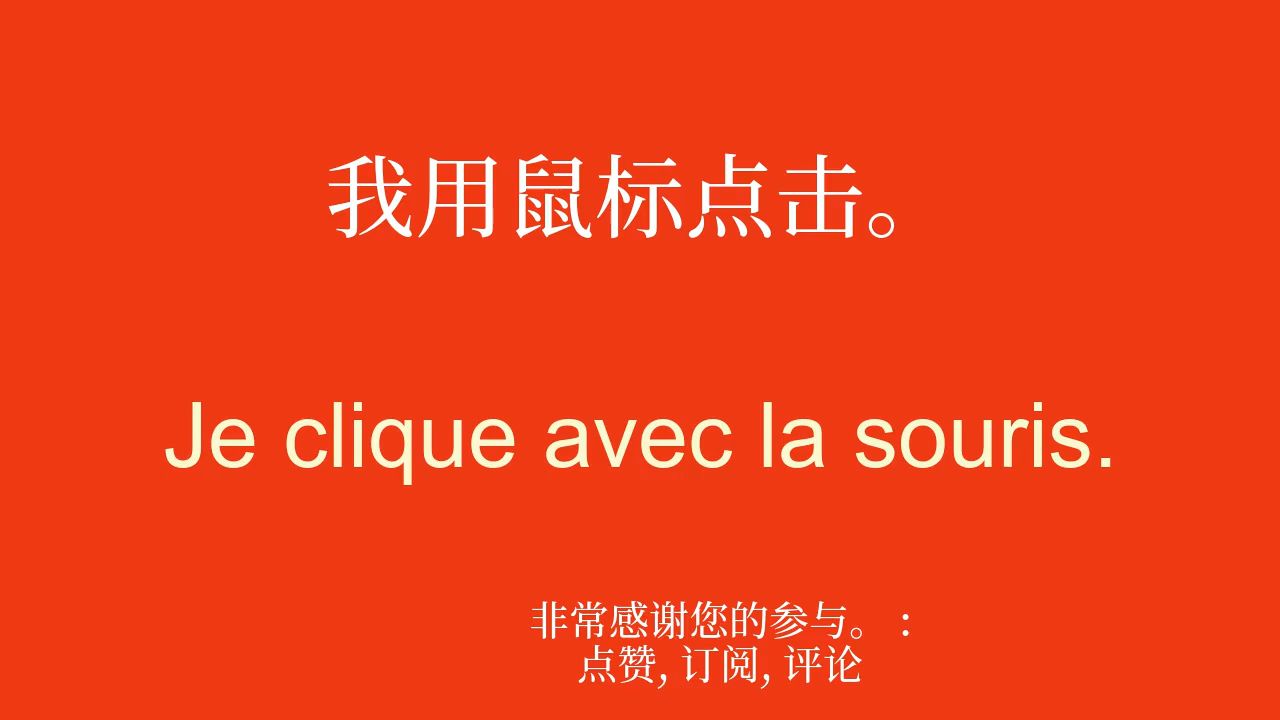 我用鼠标点击。
Je clique avec la souris.
非常感谢您的参与。 :
点赞, 订阅, 评论